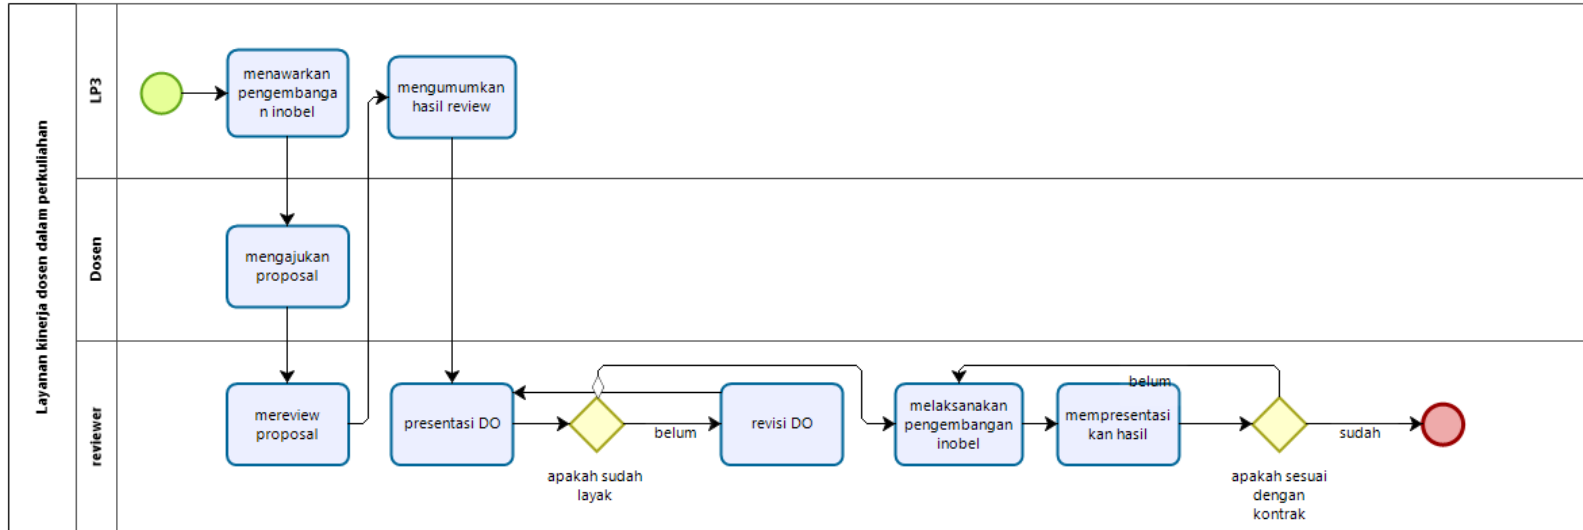 Layanan kinerja dosen dalam perkuliahan
LP3
menawarkan
pengembanga
n inobel
mengumumkan
hasil review
Dosen
mengajukan
proposal
reviewer
mereview
proposal
presentasi DO
apakah sudah
layak
belum
revisi DO
melaksanakan
pengembangan
inobel
belum
mempresentasi
kan hasil
apakah sesuai
dengan
kontrak
sudah